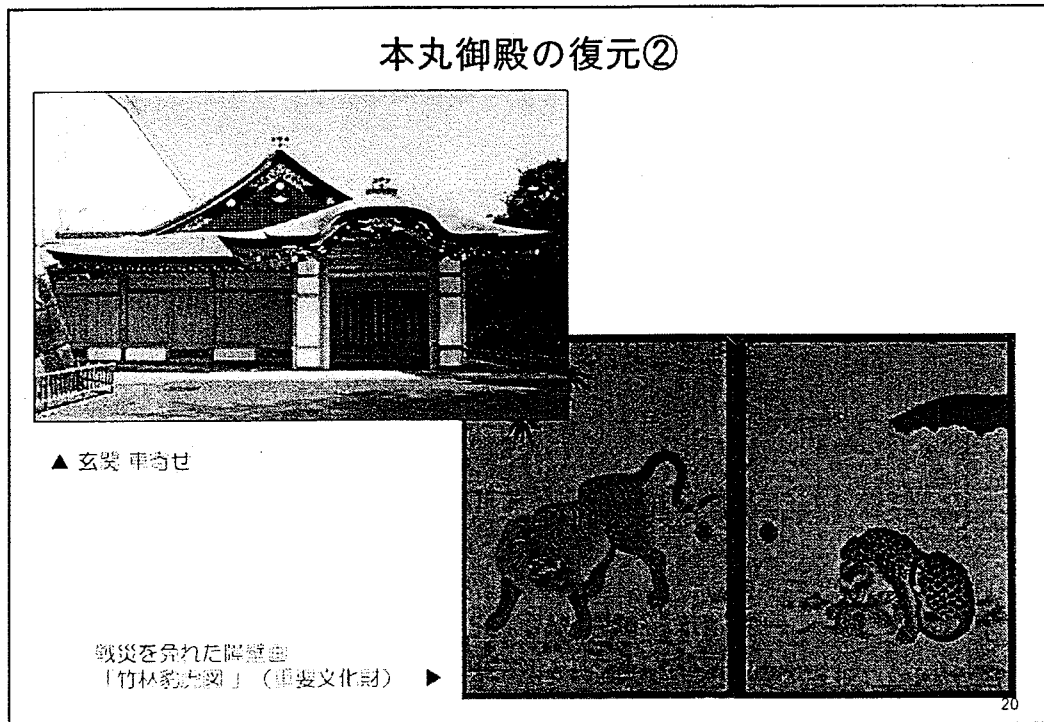 本丸御殿の復元②
▲ 玄関 車寄せ
戦災を免れた障壁画
「竹林豹虎図」（重要文化財） ▶
20